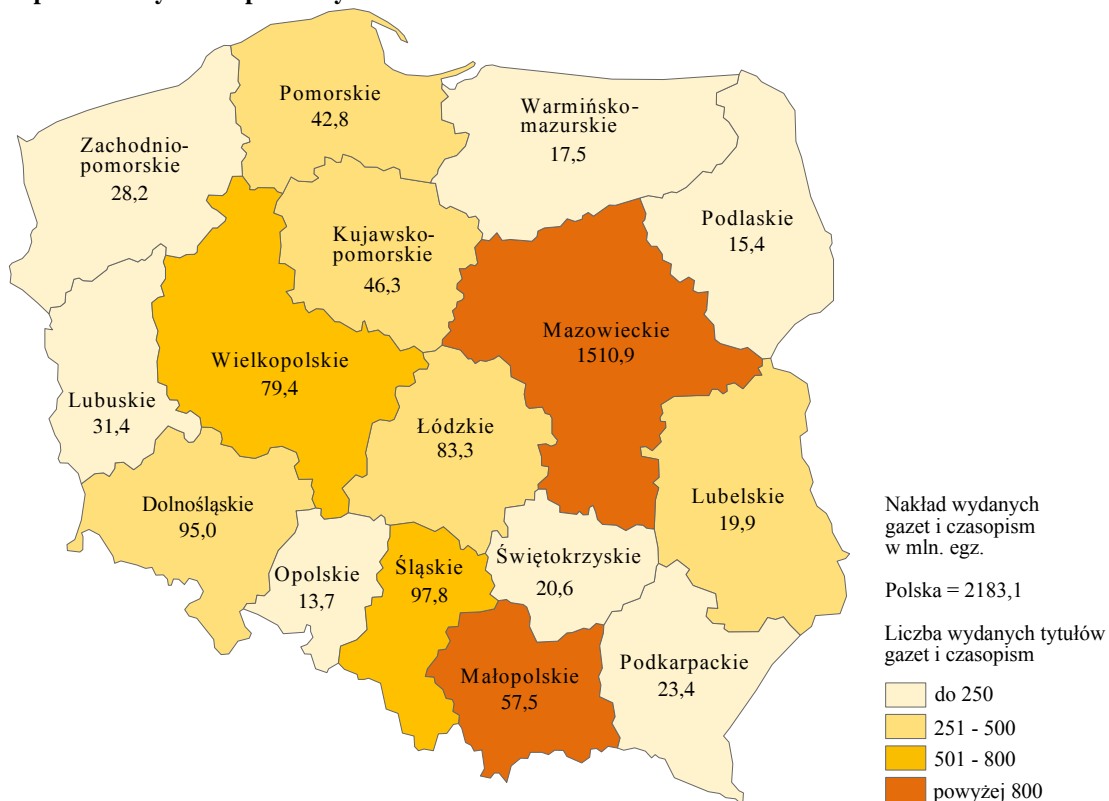 Pomorskie
42,8
Warmińsko-
mazurskie
17,5
Zachodnio-
pomorskie
28,2
Podlaskie
15,4
Kujawsko-
pomorskie
46,3
Mazowieckie
1510,9
Wielkopolskie
79,4
Lubuskie
31,4
Łódzkie
83,3
Dolnośląskie
95,0
Lubelskie
19,9
Opolskie
13,7
Śląskie
97,8
Świętokrzyskie
20,6
Małopolskie
57,5
Podkarpackie
23,4
Nakład wydanych
gazet i czasopism
w mln. egz.
Polska = 2183,1
Liczba wydanych tytułów
gazet i czasopism
do 250
251 - 500
501 - 800
powyżej 800